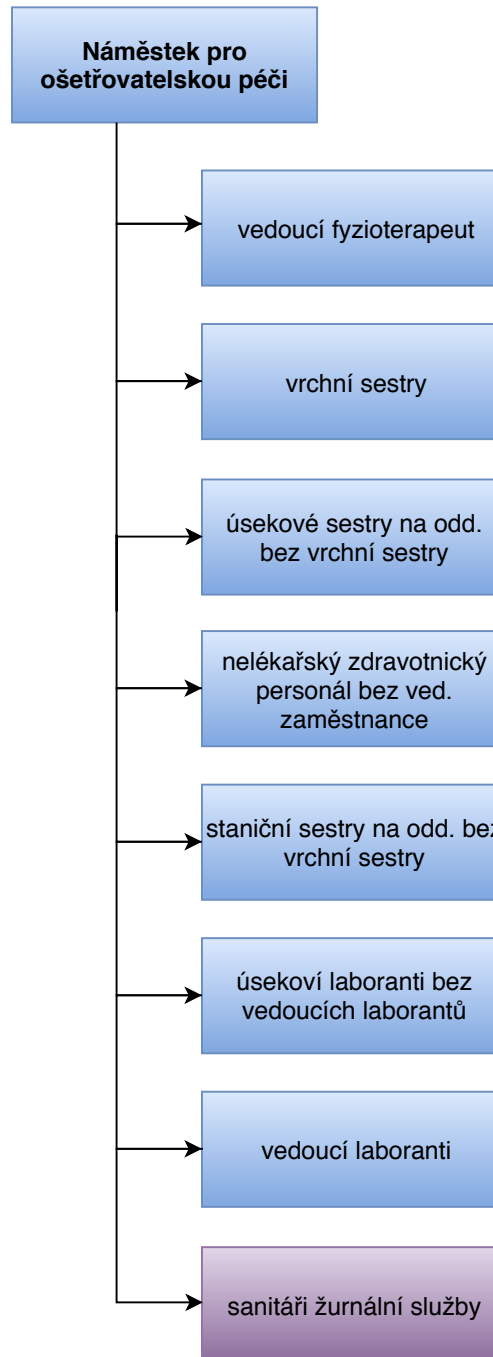 Náměstek pro
ošetřovatelskou péči
vedoucí fyzioterapeut
vrchní sestry
úsekové sestry na odd.
bez vrchní sestry
nelékařský zdravotnický
personál bez ved.
zaměstnance
staniční sestry na odd. bez
vrchní sestry
úsekoví laboranti bez
vedoucích laborantů
vedoucí laboranti
sanitáři žurnální služby